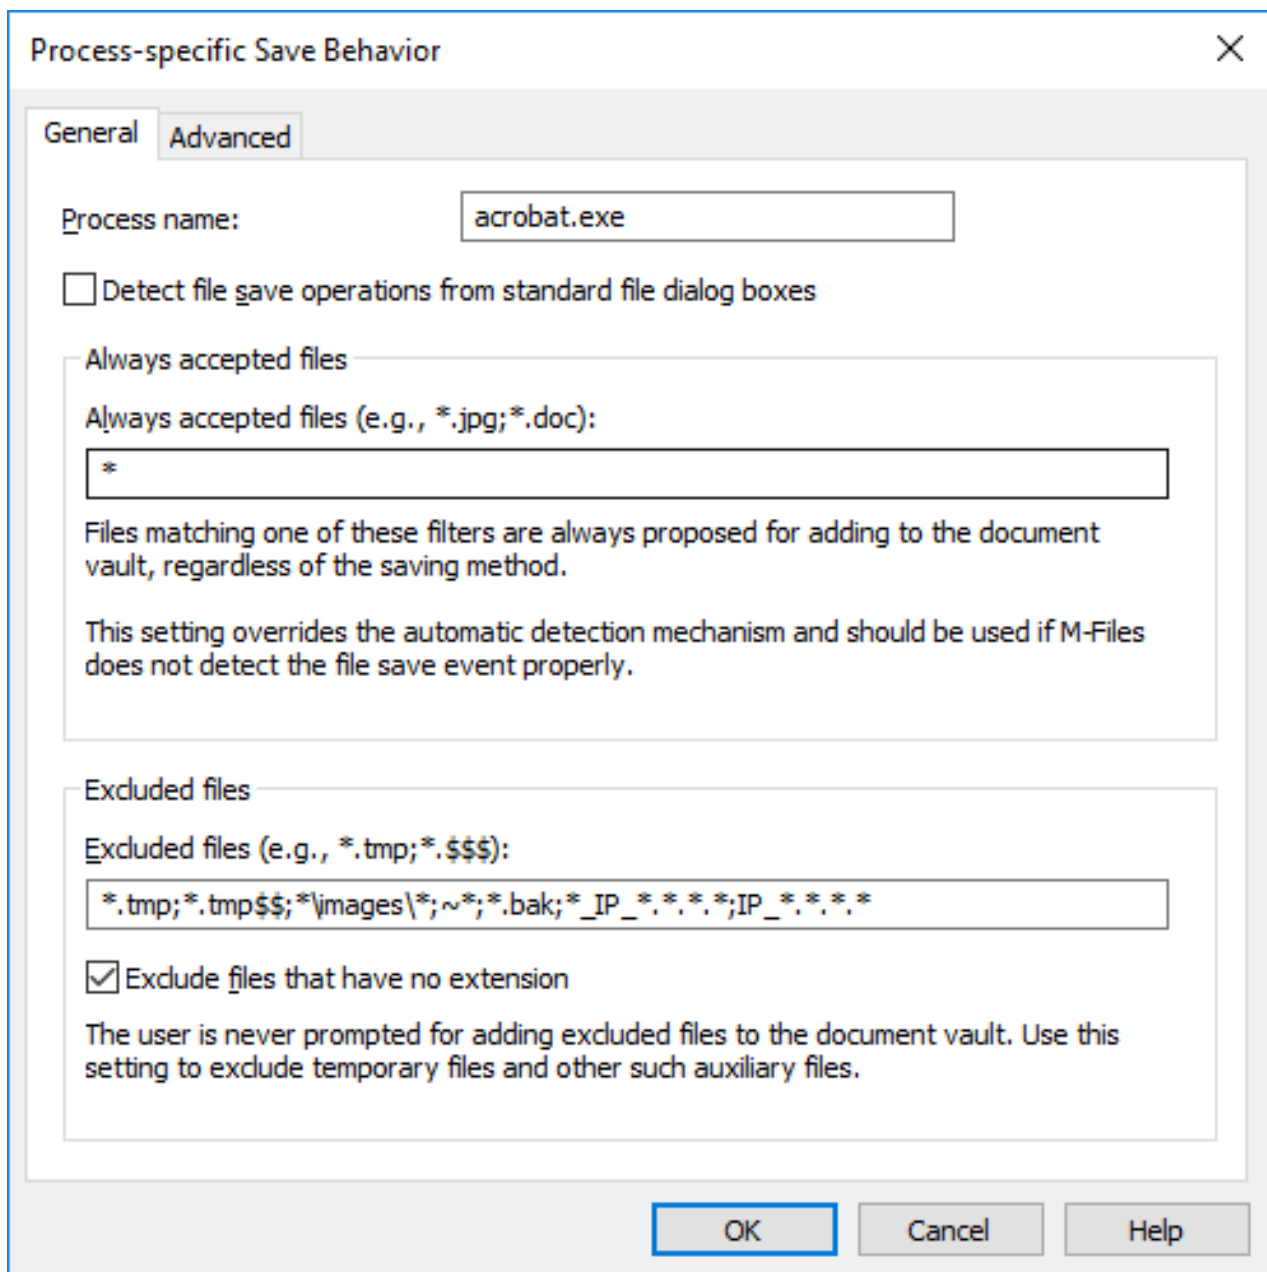 Process-specific Save Behavior
General
Advanced
Process name:
acrobat.exe
Detect file save operations from standard file dialog boxes
Always accepted files
Always accepted files (e.g., *.jpg;*.doc):
*
Files matching one of these filters are always proposed for adding to the document
vault, regardless of the saving method.
This setting overrides the automatic detection mechanism and should be used if M-Files
does not detect the file save event properly.
Excluded files
Excluded files (e.g., *.tmp;*.$$$):
*.tmp;*.tmp$$;*\images\*;~*;*.bak;*_IP_*.*.*.*;IP_*.*.*.*
Exclude files that have no extension
The user is never prompted for adding excluded files to the document vault. Use this
setting to exclude temporary files and other such auxiliary files.
OK
Cancel
Help